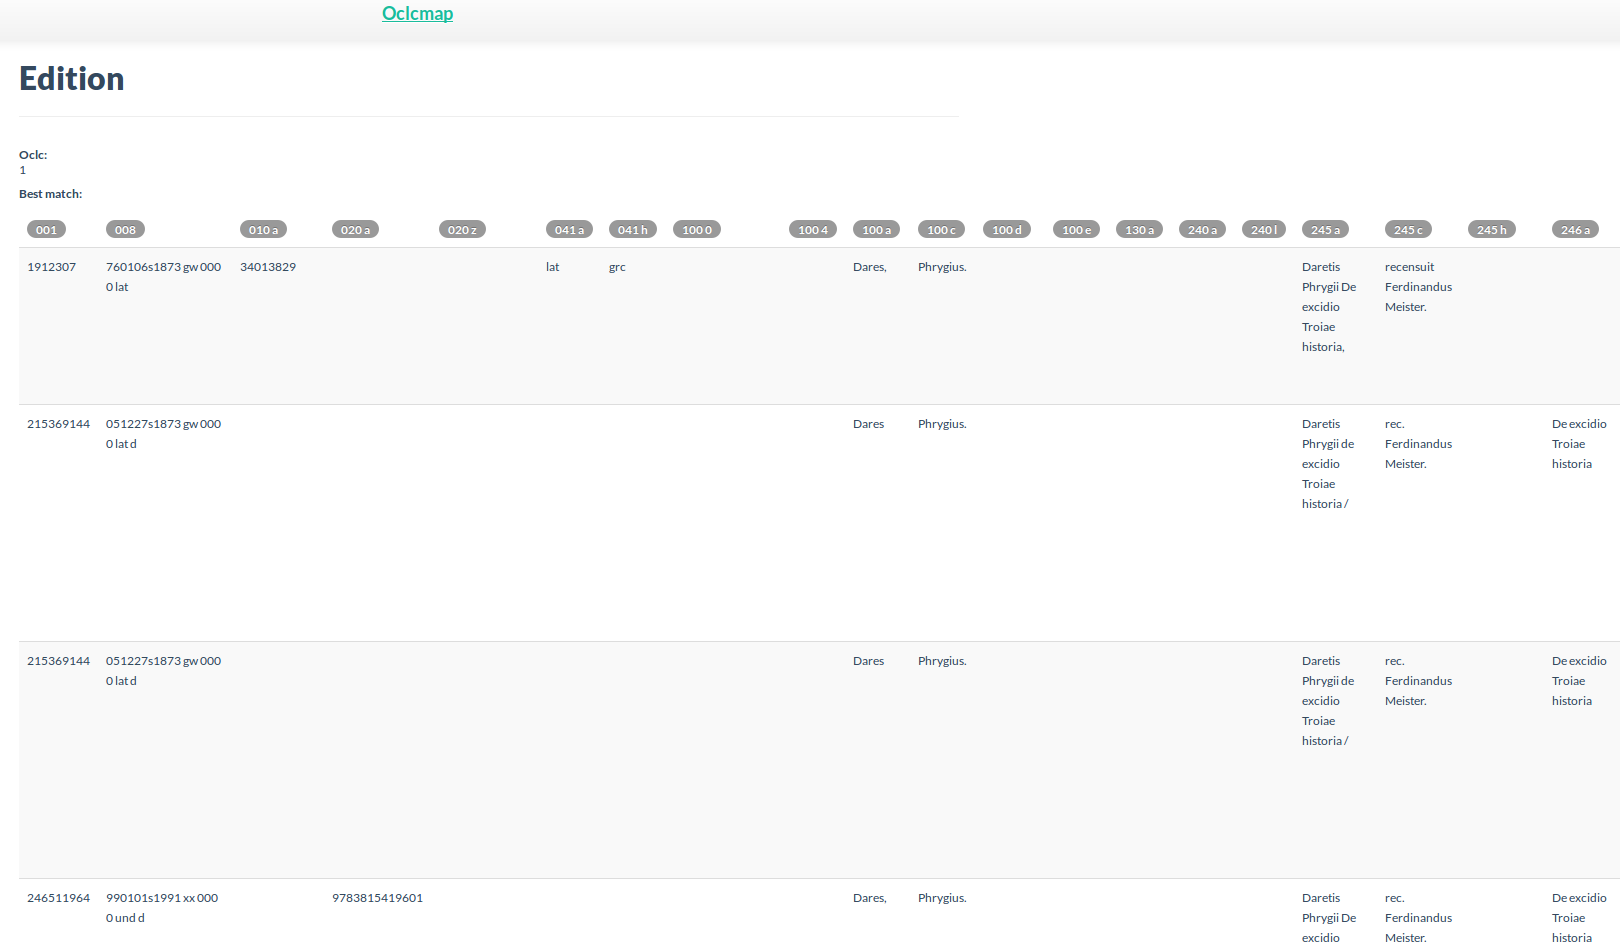 Oclcmap
Edition
Oclc:
1
Best match:
001 008 010 a 020 a 020 z 041 a 041 h 100 0 100 4 100 a 100 c 100 d 100 e 130 a 240 a 240 l 245 a 245 c 245 h 246 a
1912307 760106s1873 gw 000 34013829 lat grc Dares, Phrygius. Daretis recensuit
0 lat Phrygii De Ferdinandus
excidio Meister.
Troiae
historia,
215369144 051227s1873 gw 000 Dares Phrygius. Daretis rec. De excidio
0 lat d Phrygii de Ferdinandus Troiae
excidio Meister. historia
Troiae
historia /
215369144 051227s1873 gw 000 Dares Phrygius. Daretis rec. De excidio
0 lat d Phrygii de Ferdinandus Troiae
excidio Meister. historia
Troiae
historia /
246511964 990101s1991 xx 000 9783815419601 Dares, Phrygius. Daretis rec. De excidio
0 und d Phrygii De Ferdinandus Troiae
excidio Meister. historia